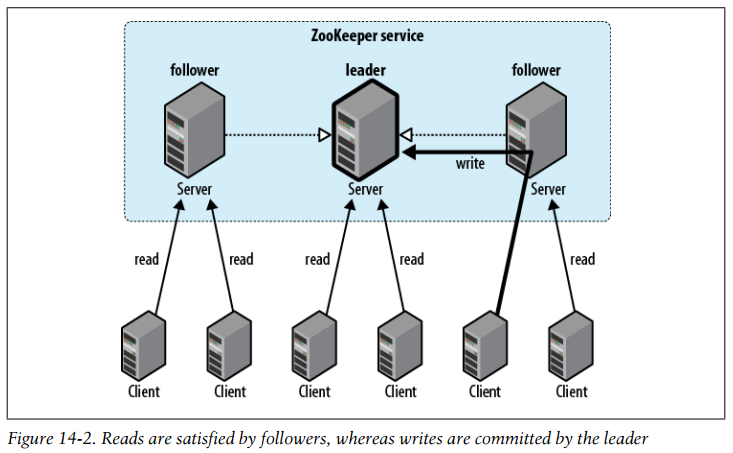 ZooKeeper service
follower leader follower
write
Server Server Server
read read read read read
Client Client Client Client Client Client
Figure 14-2. Reads are satisfied by followers, whereas writes are committed by the leader